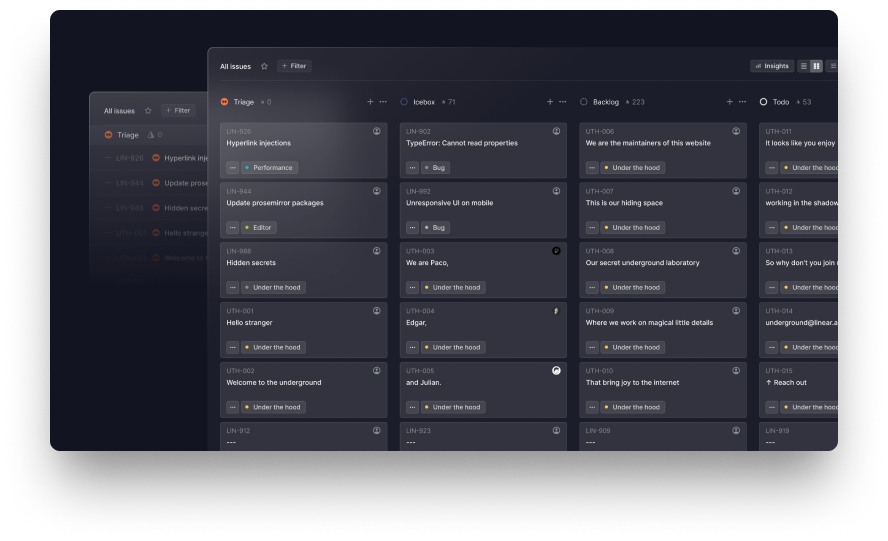 All issues
Filter
Triage 0
LIN-926 Hyperlink inje
LIN-944 Update prose
LIN-988 Hidden secre
UTH-001 Hello strange
Welcome to t
All issues
Filter
Insights
Triage 0
LIN-926
Hyperlink injections
Performance
LIN-944
Update prosemirror packages
Editor
LIN-988
Hidden secrets
Under the hood
UTH-001
Hello stranger
Under the hood
UTH-002
Welcome to the underground
Under the hood
LIN-912
---
Icebox 71
LIN-902
TypeError: Cannot read properties
Bug
LIN-992
Unresponsive UI on mobile
Bug
UTH-003
We are Paco,
Under the hood
UTH-004
Edgar,
Under the hood
UTH-005
and Julian.
Under the hood
LIN-923
---
Backlog 223
UTH-006
We are the maintainers of this website
Under the hood
UTH-007
This is our hiding space
Under the hood
UTH-008
Our secret underground laboratory
Under the hood
UTH-009
Where we work on magical little details
Under the hood
UTH-010
That bring joy to the internet
Under the hood
LIN-909
---
Todo 53
UTH-011
It looks like you enjoy
Under the hood
UTH-012
working in the shadow
Under the hood
UTH-013
So why don't you join
Under the hood
UTH-014
underground@linear.a
Under the hood
UTH-015
↑ Reach out
Under the hood
LIN-919
---